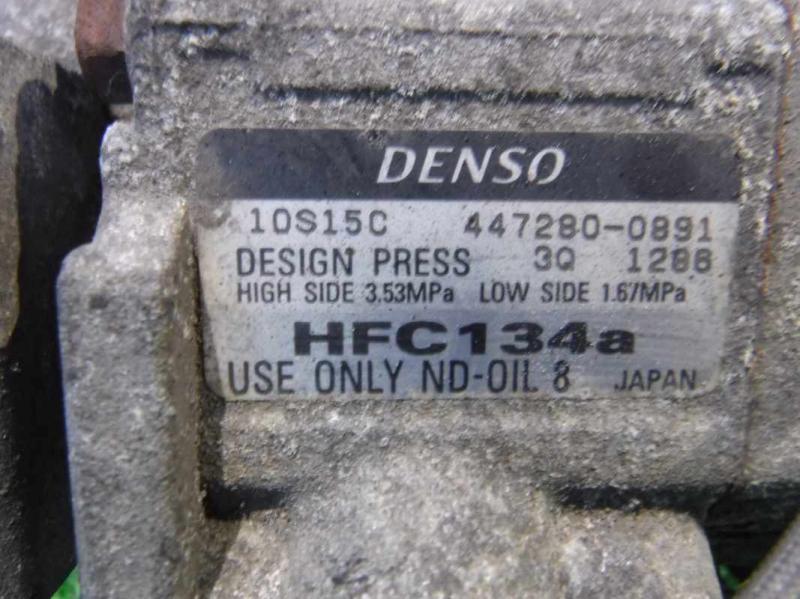 DENSO
10S15C 447280-0891
DESIGN PRESS 3Q 1286
HIGH SIDE 3.53MPa LOW SIDE 1.67MPa
HFC134a
USE ONLY ND-OIL 8 JAPAN